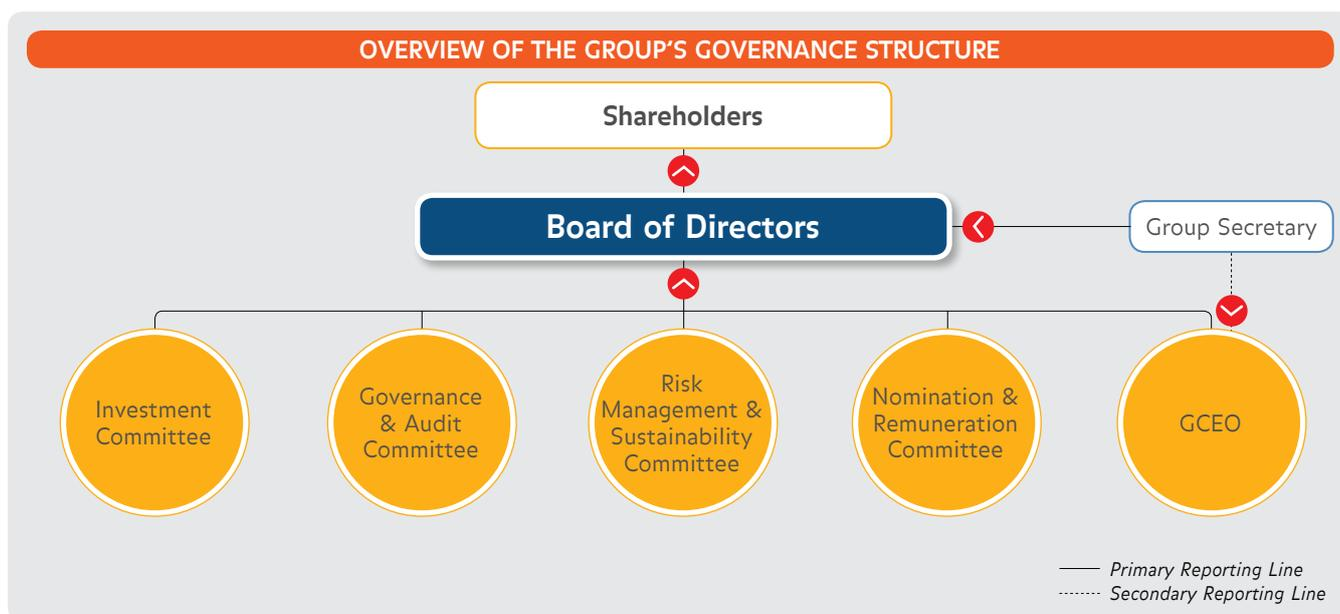 OVERVIEW OF THE GROUP‘S GOVERNANCE STRUCTURE
Shareholders
Board of Directors
Group Secretary
Investment
Committee
Governance
& Audit
Committee
Risk
Management &
Sustainability
Committee
Nomination &
Remuneration
Committee
GCEO
Primary Reporting Line
Secondary Reporting Line